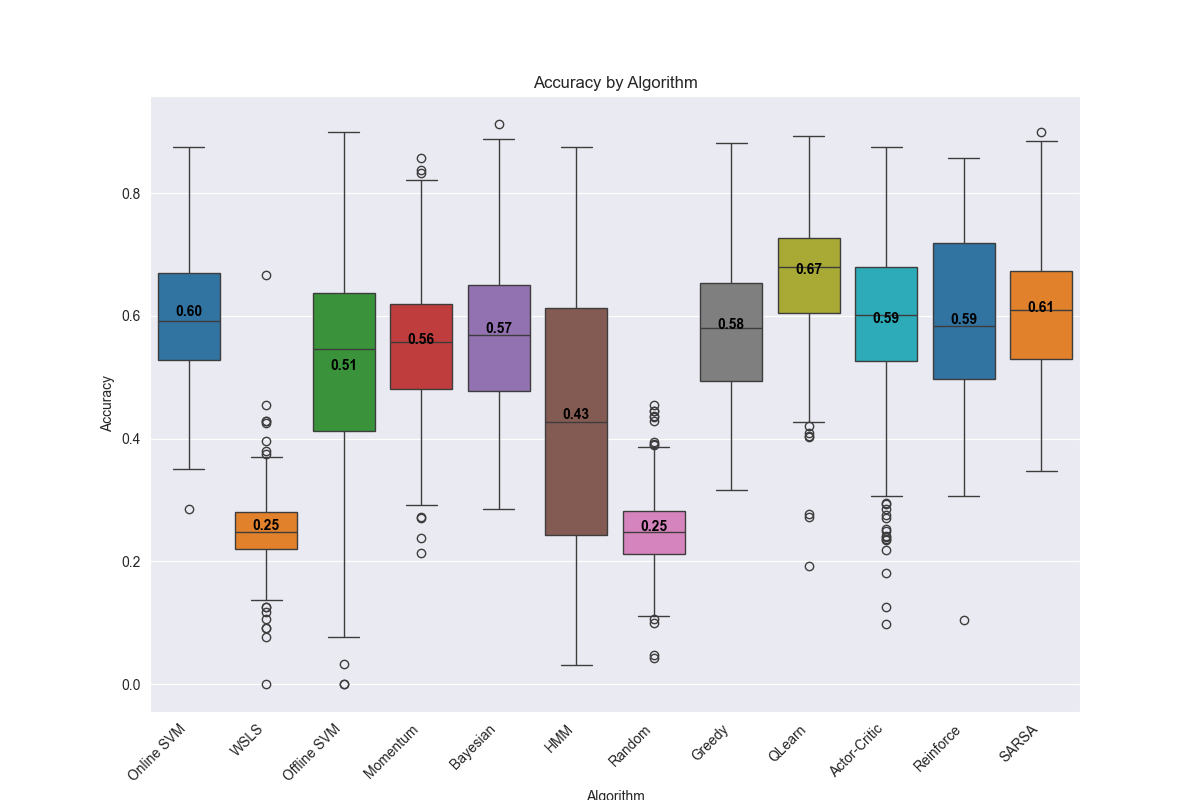 Accuracy by Algorithm
Accuracy
0.8
0.6
0.4
0.2
0.0
0.60
0.25
0.51
0.56
0.57
0.43
0.25
0.58
0.67
0.59
0.59
0.61
Online SVM
WSLS
Offline SVM
Momentum
Bayesian
HMM
Random
Greedy
QLearn
Actor-Critic
Reinforce
SARSA
Algorithm